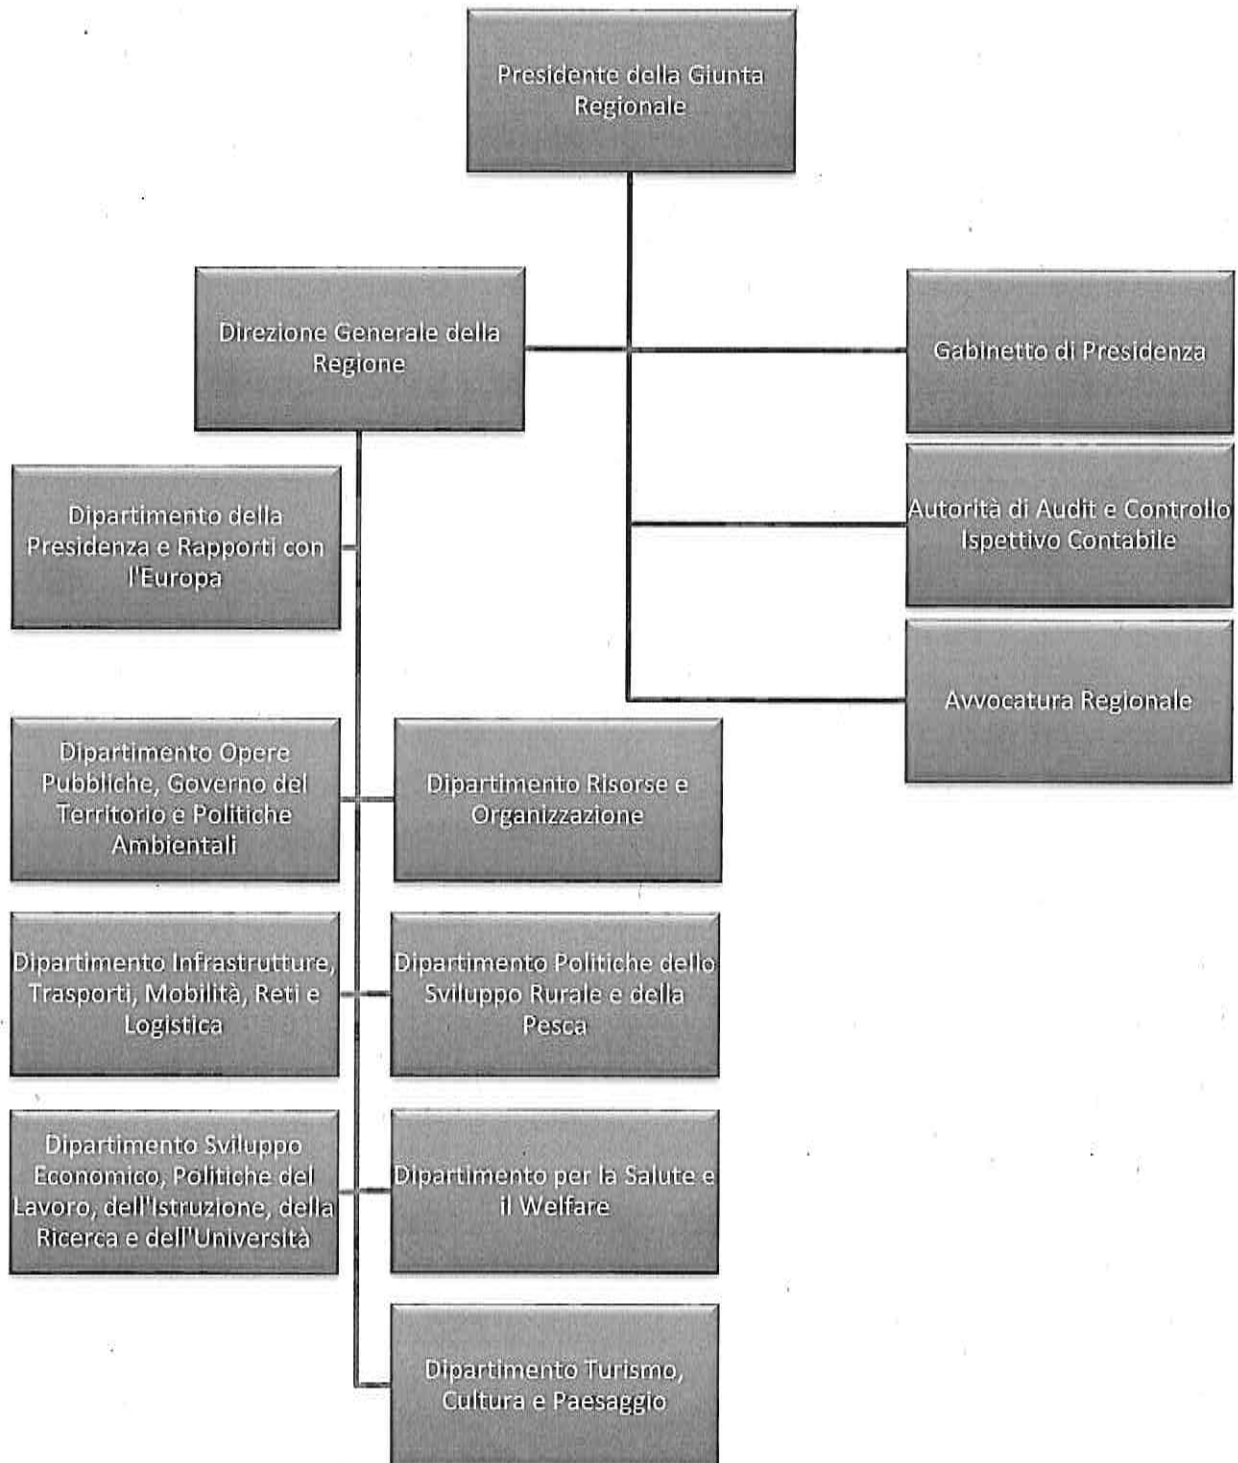 Presidente della Giunta
Regionale
Direzione Generale della
Regione
Gabinetto di Presidenza
Dipartimento della
Presidenza e Rapporti con
l'Europa
Autorità di Audit e Controllo
Ispettivo Contabile
Avvocatura Regionale
Dipartimento Opere
Pubbliche, Governo del
Territorio e Politiche
Ambientali
Dipartimento Risorse e
Organizzazione
Dipartimento Infrastrutture,
Trasporti, Mobilità, Reti e
Logistica
Dipartimento Politiche dello
Sviluppo Rurale e della
Pesca
Dipartimento Sviluppo
Economico, Politiche del
Lavoro, dell'Istruzione, della
Ricerca e dell'Università
Dipartimento per la Salute e
il Welfare
Dipartimento Turismo,
Cultura e Paesaggio